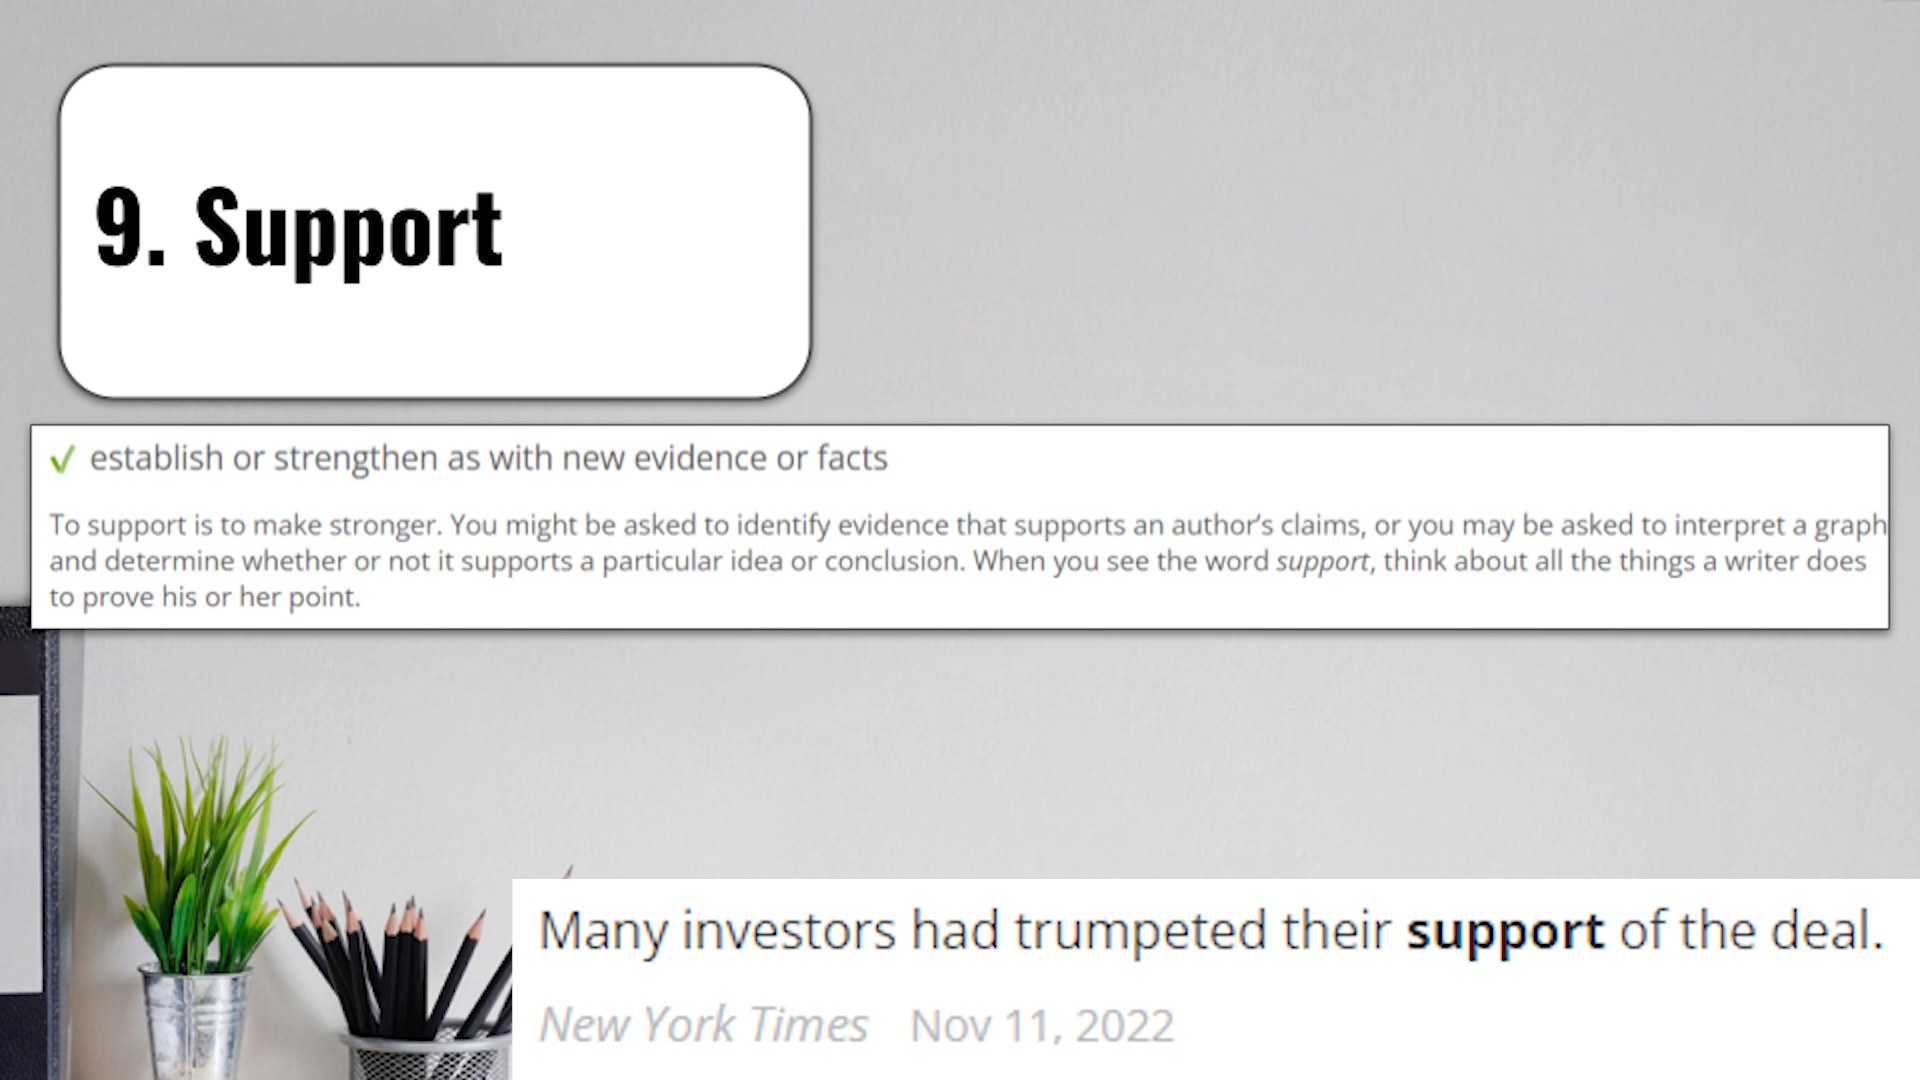 9. Support
✓ establish or strengthen as with new evidence or facts
To support is to make stronger. You might be asked to identify evidence that supports an author’s claims, or you may be asked to interpret a graph
and determine whether or not it supports a particular idea or conclusion. When you see the word support, think about all the things a writer does
to prove his or her point.
Many investors had trumpeted their support of the deal.
New York Times Nov 11, 2022